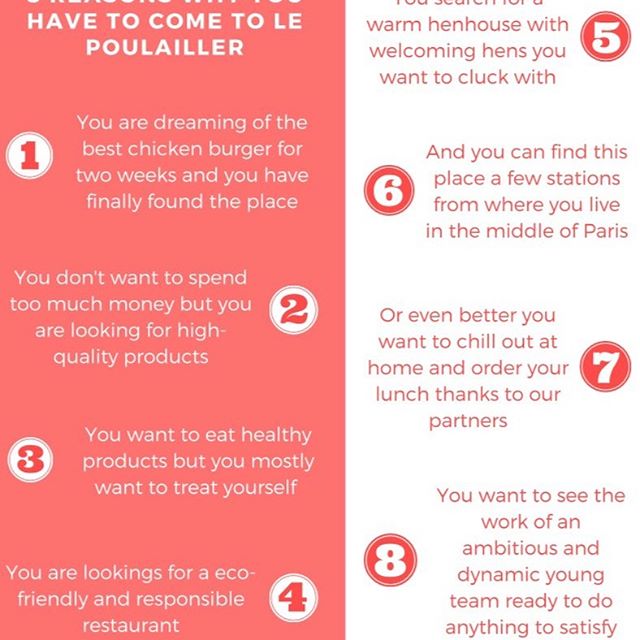 8 REASONS WHY YOU
HAVE TO COME TO LE
POULAILLER
1
You are dreaming of the
best chicken burger for
two weeks and you have
finally found the place
You don't want to spend
too much money but you
are looking for high-
quality products
2
3
You want to eat healthy
products but you mostly
want to treat yourself
You are lookings for a eco-
friendly and responsible
restaurant
4
You search for a
warm henhouse with
welcoming hens you
want to cluck with
5
6
And you can find this
place a few stations
from where you live
in the middle of Paris
Or even better you
want to chill out at
home and order your
lunch thanks to our
partners
7
8
You want to see the
work of an
ambitious and
dynamic young
team ready to do
anything to satisfy